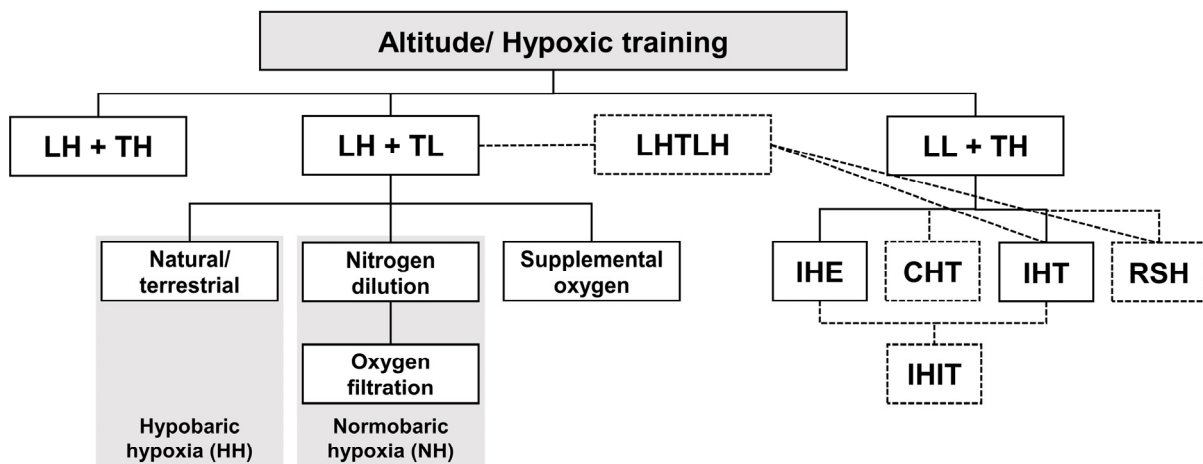 Altitude/ Hypoxic training
LH + TH
LH + TL
LHTLH
LL + TH
Natural/
terrestrial
Nitrogen
dilution
Supplemental
oxygen
IHE
CHT
IHT
RSH
Oxygen
filtration
IHIT
Hypobaric
hypoxia (HH)
Normobaric
hypoxia (NH)